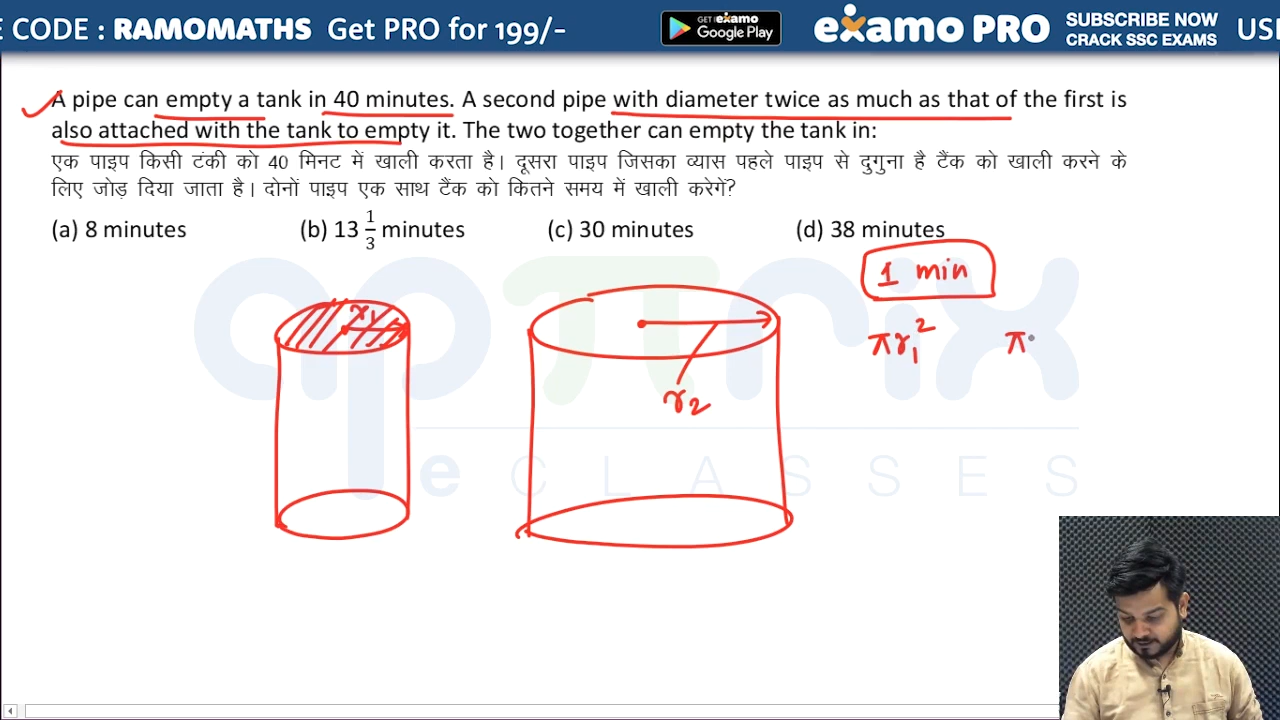 E CODE : RAMOMATHS Get PRO for 199/-
GET IT ON examo
Google Play
examo PRO
SUBSCRIBE NOW
CRACK SSC EXAMS
USE
A pipe can empty a tank in 40 minutes. A second pipe with diameter twice as much as that of the first is
also attached with the tank to empty it. The two together can empty the tank in:
एक पाइप किसी टंकी को 40 मिनट में खाली करता है। दूसरा पाइप जिसका व्यास पहले पाइप से दुगुना है टैंक को खाली करने के
लिए जोड़ दिया जाता है। दोनों पाइप एक साथ टैंक को कितने समय में खाली करेगें?
(a) 8 minutes (b) 13 1/3 minutes (c) 30 minutes (d) 38 minutes
1 min
r₁
πr₁² π
r₂
e CLASSES